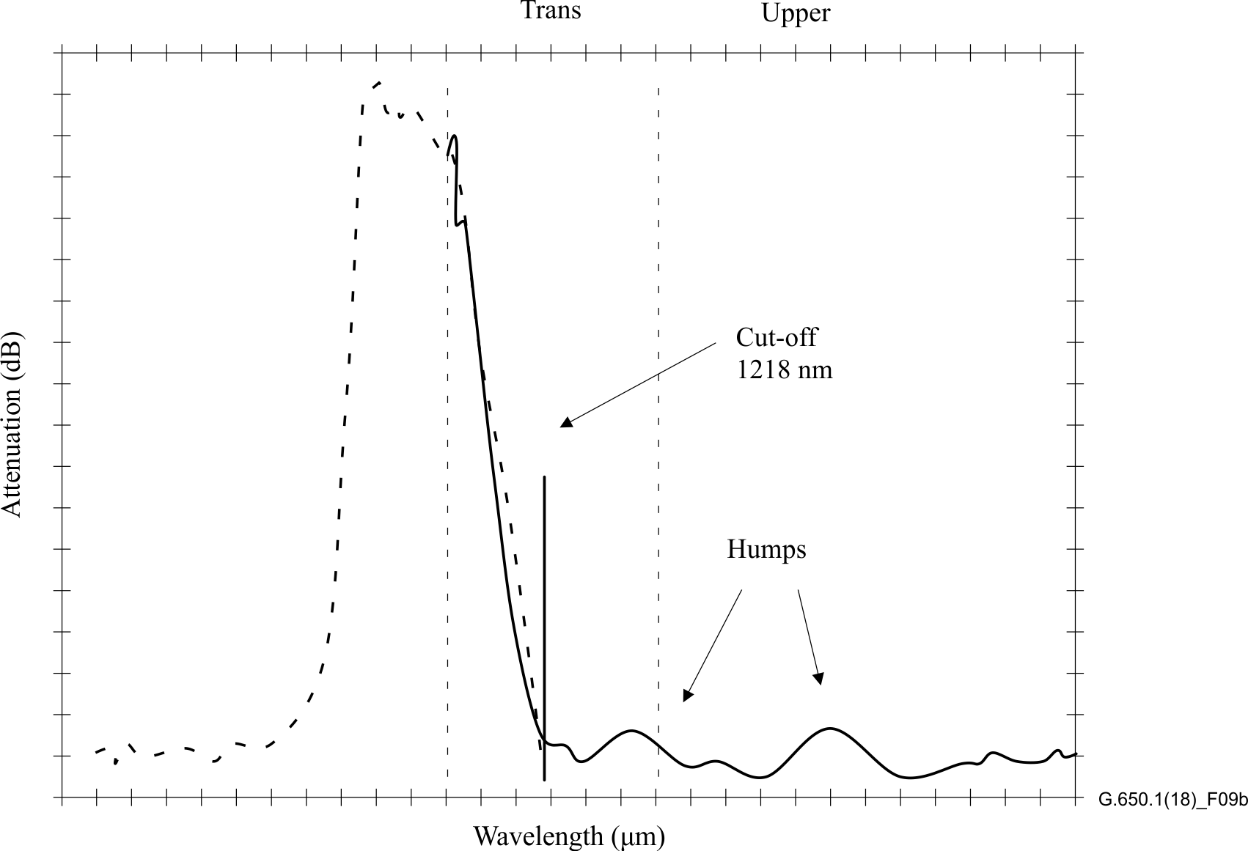 Trans
Upper
Attenuation (dB)
Cut-off
1218 nm
Humps
G.650.1(18)_F09b
Wavelength (μm)